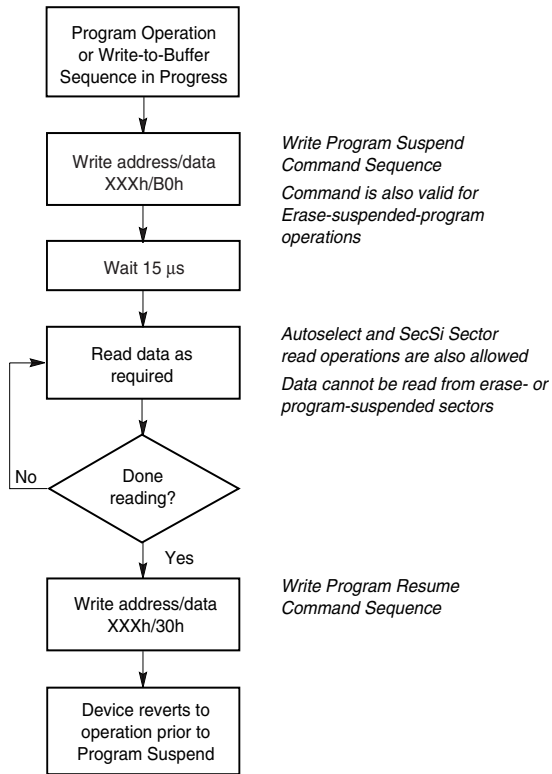 Program Operation
or Write-to-Buffer
Sequence in Progress
Write address/data
XXXh/B0h
Write Program Suspend
Command Sequence
Command is also valid for
Erase-suspended-program
operations
Wait 15 μs
Read data as
required
Autoselect and SecSi Sector
read operations are also allowed
Data cannot be read from erase- or
program-suspended sectors
No
Done
reading?
Yes
Write address/data
XXXh/30h
Write Program Resume
Command Sequence
Device reverts to
operation prior to
Program Suspend